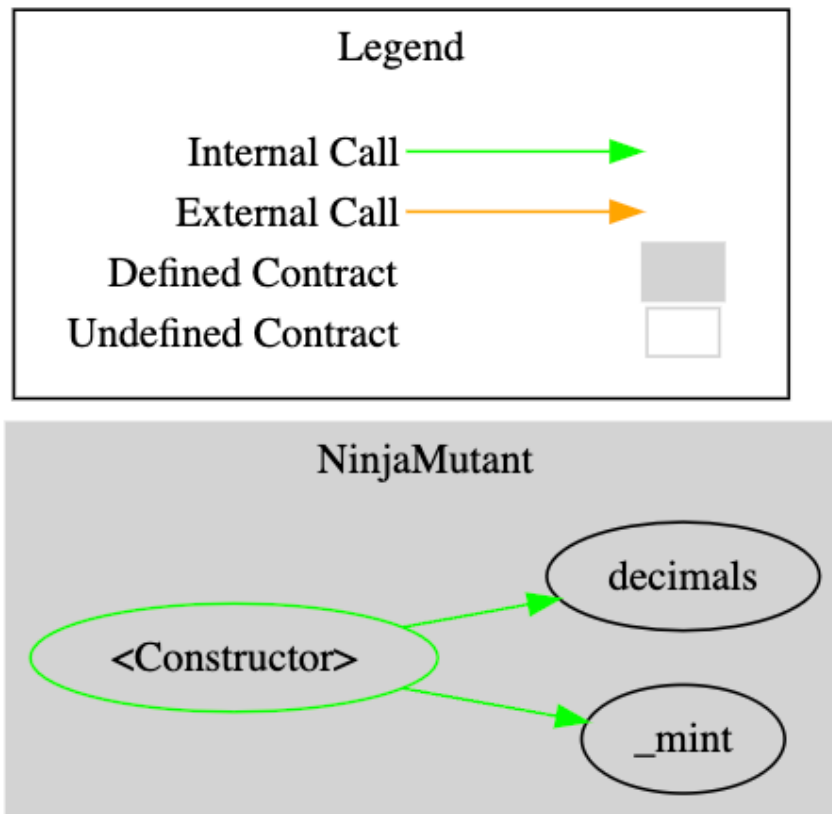 Legend
Internal Call
External Call
Defined Contract
Undefined Contract
NinjaMutant
decimals
<Constructor>
_mint